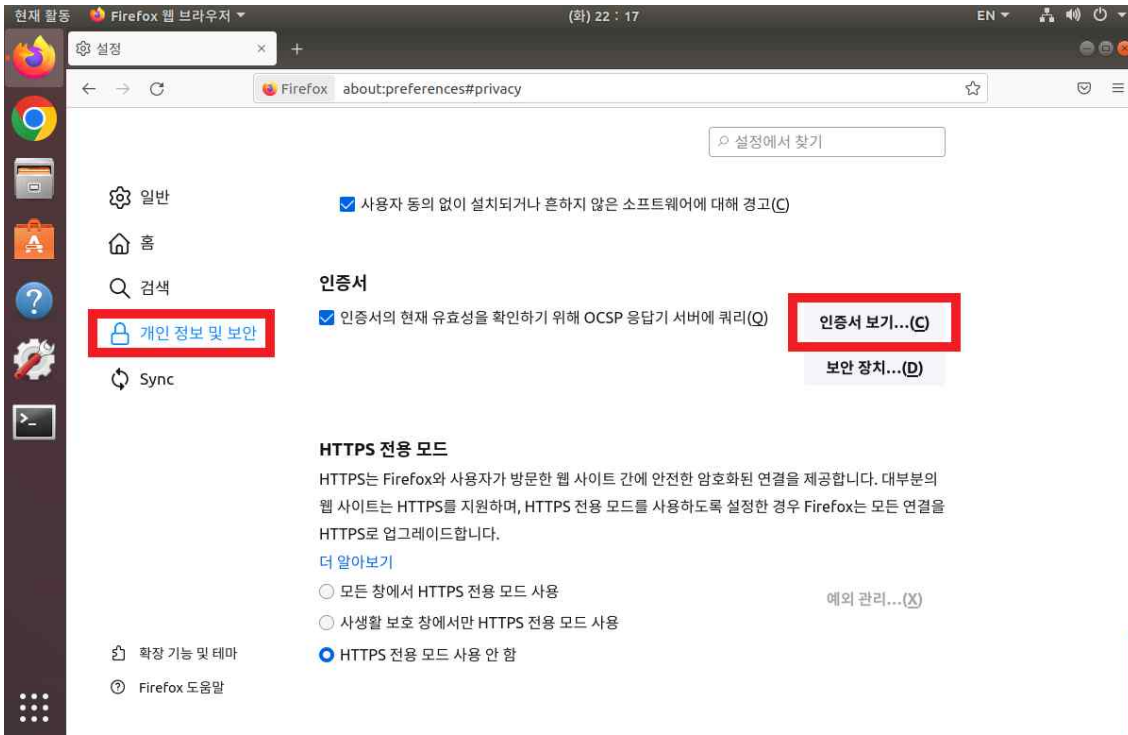 현재 활동 Firefox 웹 브라우저 (화) 22 : 17 EN
설정
Firefox about:preferences#privacy
설정에서 찾기
일반
홈
검색
개인 정보 및 보안
Sync
확장 기능 및 테마
Firefox 도움말
사용자 동의 없이 설치되거나 흔하지 않은 소프트웨어에 대해 경고(C)
인증서
인증서의 현재 유효성을 확인하기 위해 OCSP 응답기 서버에 쿼리(Q)
인증서 보기...(C)
보안 장치...(D)
HTTPS 전용 모드
HTTPS는 Firefox와 사용자가 방문한 웹 사이트 간에 안전한 암호화된 연결을 제공합니다. 대부분의
웹 사이트는 HTTPS를 지원하며, HTTPS 전용 모드를 사용하도록 설정한 경우 Firefox는 모든 연결을
HTTPS로 업그레이드합니다.
더 알아보기
모든 창에서 HTTPS 전용 모드 사용
예외 관리...(X)
사생활 보호 창에서만 HTTPS 전용 모드 사용
HTTPS 전용 모드 사용 안 함